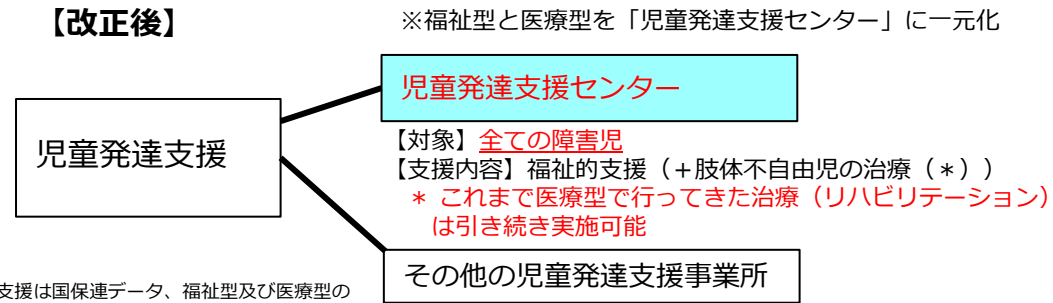 【改正後】
※福祉型と医療型を「児童発達支援センター」に一元化
児童発達支援センター
児童発達支援
【対象】全ての障害児
【支援内容】福祉的支援（＋肢体不自由児の治療（＊））
＊ これまで医療型で行ってきた治療（リハビリテーション）
は引き続き実施可能
その他の児童発達支援事業所
支援は国保連データ、福祉型及び医療型の